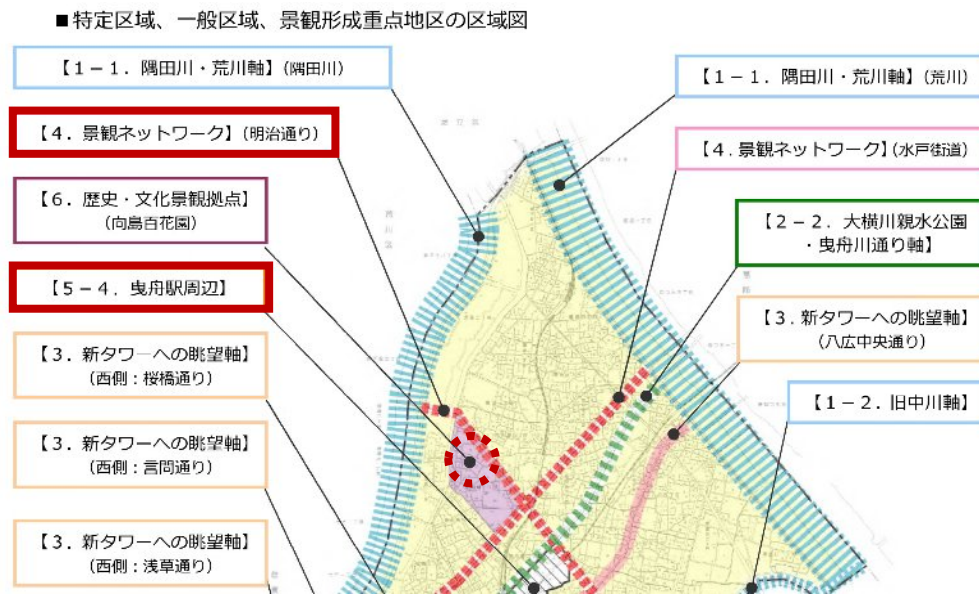 ■特定区域、一般区域、景観形成重点地区の区域図
【1－1．隅田川・荒川軸】(隅田川)
【4．景観ネットワーク】(明治通り)
【6．歴史・文化景観拠点】
(向島百花園)
【5－4．曳舟駅周辺】
【3．新タワーへの眺望軸】
(西側：桜橋通り)
【3．新タワーへの眺望軸】
(西側：言問通り)
【3．新タワーへの眺望軸】
(西側：浅草通り)
【1－1．隅田川・荒川軸】(荒川)
【4．景観ネットワーク】(水戸街道)
【2－2．大横川親水公園
・曳舟川通り軸】
【3．新タワーへの眺望軸】
(八広中央通り)
【1－2．旧中川軸】